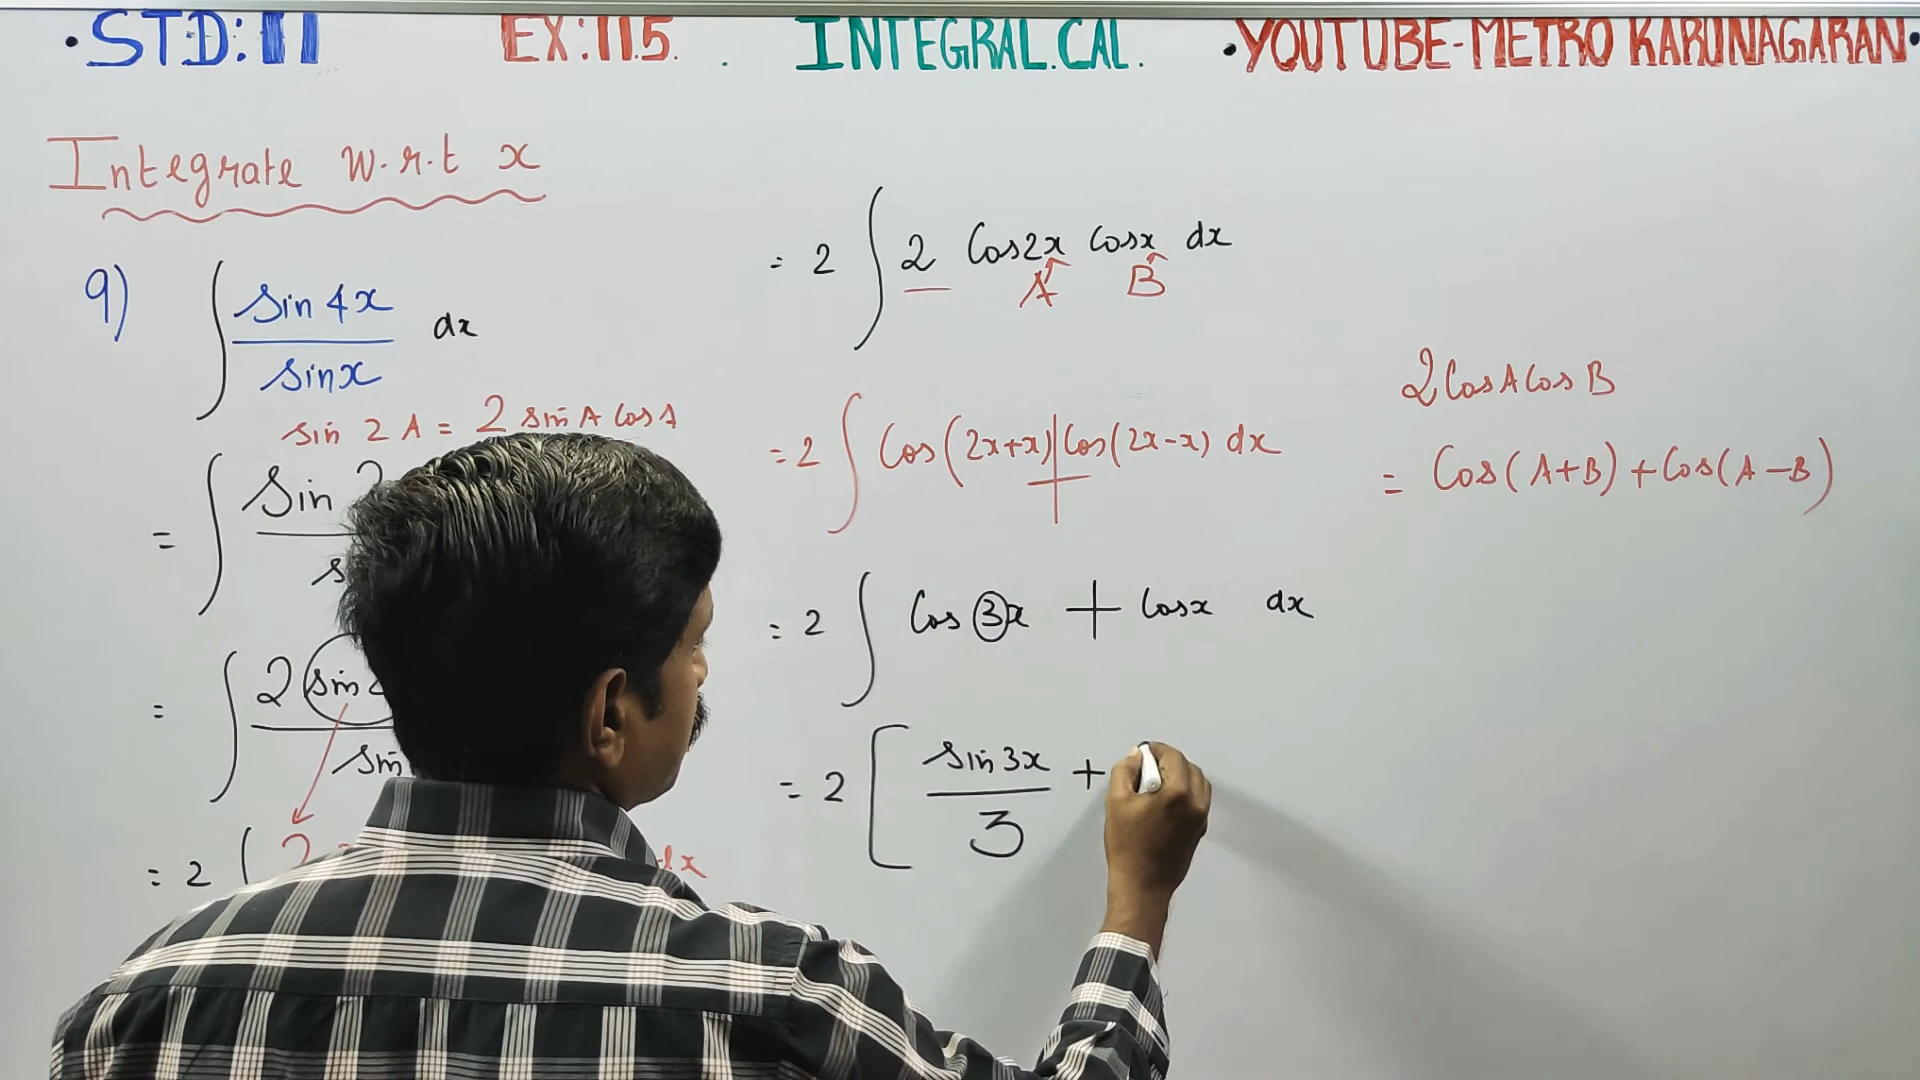 • STD: 11 EX: 11.5. . INTEGRAL.CAL. • YOUTUBE-METRO KARUNAGARAN •
Integrate w.r.t x
9) ∫ sin 4x / sin x dx
sin 2A = 2 sin A cos A
= ∫ Sin 2
= ∫ 2 sin
sin
= 2 ∫ 2 dx
= 2 ∫ 2 Cos2x Cosx dx
A B
= 2 ∫ Cos(2x+x) + Cos(2x-x) dx
= 2 ∫ Cos 3x + Cosx dx
= 2 [ sin 3x / 3 +
2 Cos A Cos B
= Cos(A+B) + Cos(A-B)